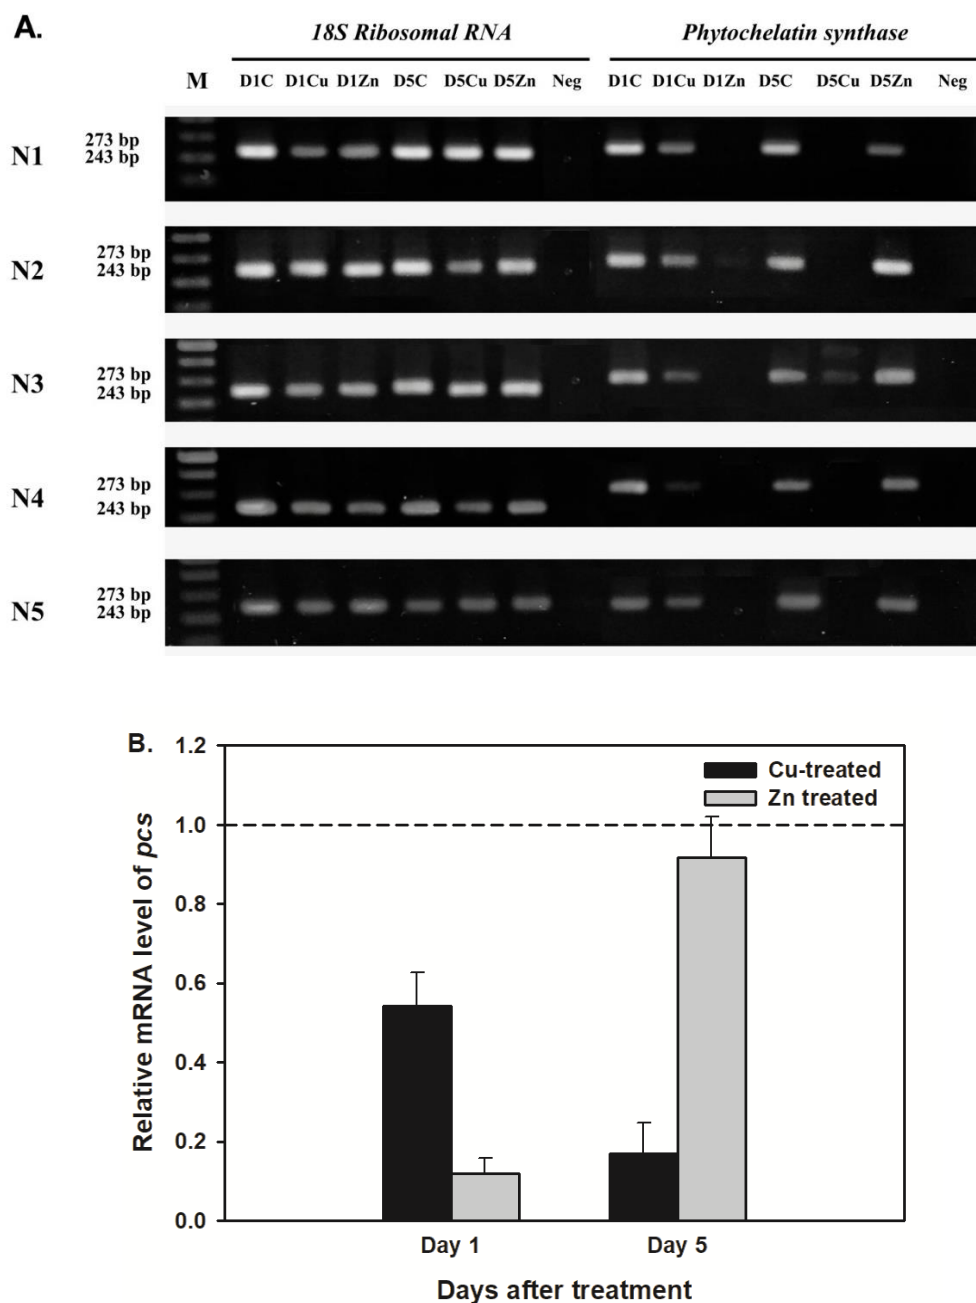 A.
18S Ribosomal RNA Phytochelatin synthase
M D1C D1Cu D1Zn D5C D5Cu D5Zn Neg D1C D1Cu D1Zn D5C D5Cu D5Zn Neg
N1 273 bp
243 bp
N2 273 bp
243 bp
N3 273 bp
243 bp
N4 273 bp
243 bp
N5 273 bp
243 bp
B.
Cu-treated
Zn treated
1.2
1.0
0.8
0.6
0.4
0.2
0.0
Relative mRNA level of pcs
Day 1 Day 5
Days after treatment